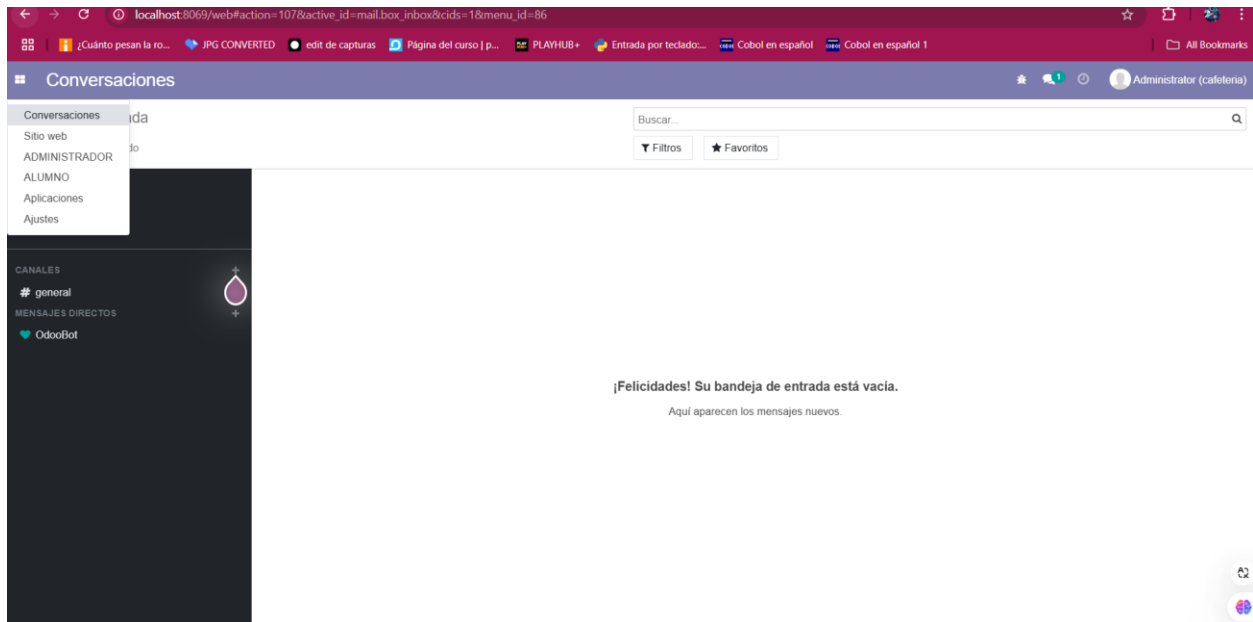 localhost:8069/web#action=107&active_id=mail.box_inbox&cids=1&menu_id=86
¿Cuánto pesan la ro... JPG CONVERTED edit de capturas Página del curso | p... PLAYHUB+ Entrada por teclado:... Cobol en español Cobol en español 1 All Bookmarks
Conversaciones 1 Administrator (cafeteria)
Conversaciones
Sitio web
ADMINISTRADOR
ALUMNO
Aplicaciones
Ajustes
Buscar...
Filtros Favoritos
CANALES +
# general
MENSAJES DIRECTOS +
OdooBot
¡Felicidades! Su bandeja de entrada está vacía.
Aquí aparecen los mensajes nuevos.